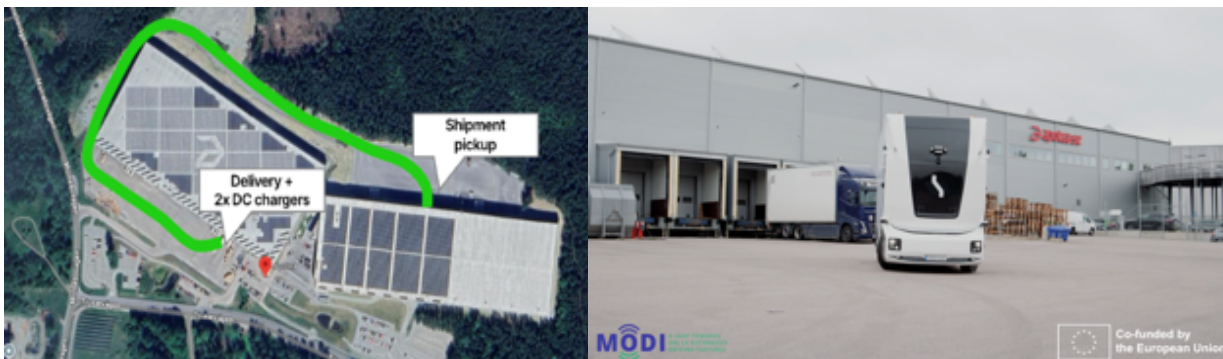 Shipment
pickup
Delivery +
2x DC chargers
MODI
Co-funded by
the European Union